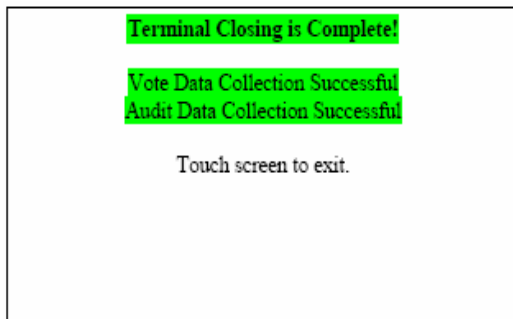 Terminal Closing is Complete!
Vote Data Collection Successful
Audit Data Collection Successful
Touch screen to exit.